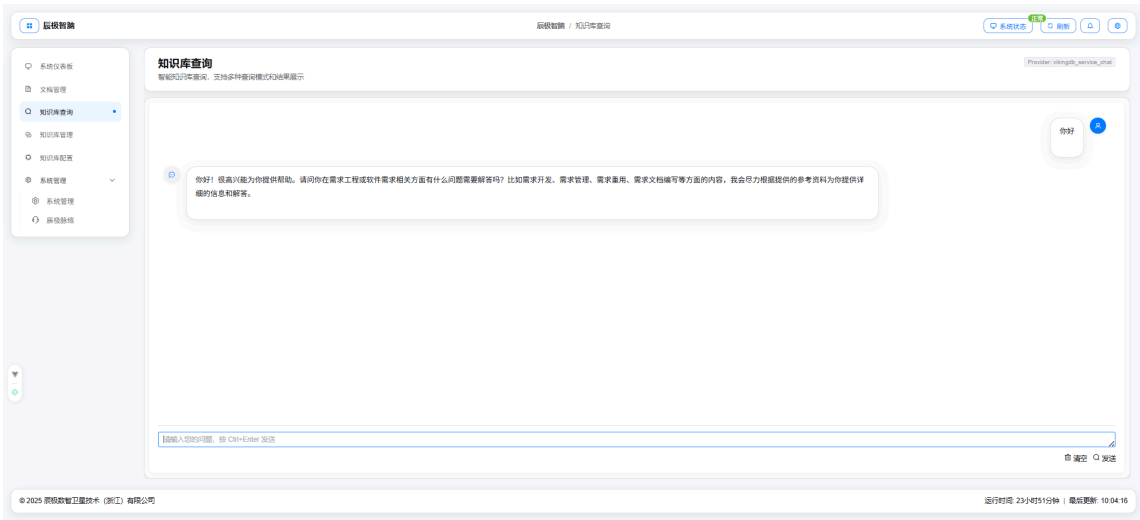 辰极智脑
辰极智脑 / 知识库查询
系统状态
正常
刷新
系统仪表板
文档管理
知识库查询
知识库管理
知识库配置
系统管理
系统管理
辰极脉络
知识库查询
智能知识库查询，支持多种查询模式和结果展示
Provider: vikingdb_service_chat
你好
你好！很高兴能为你提供帮助。请问你在需求工程或软件需求相关方面有什么问题需要解答吗？比如需求开发、需求管理、需求重用、需求文档编写等方面的内容，我会尽力根据提供的参考资料为你提供详
细的信息和解答。
请输入您的问题，按 Ctrl+Enter 发送
清空 发送
© 2025 辰极数智卫星技术（浙江）有限公司
运行时间: 23小时51分钟 | 最后更新: 10:04:16